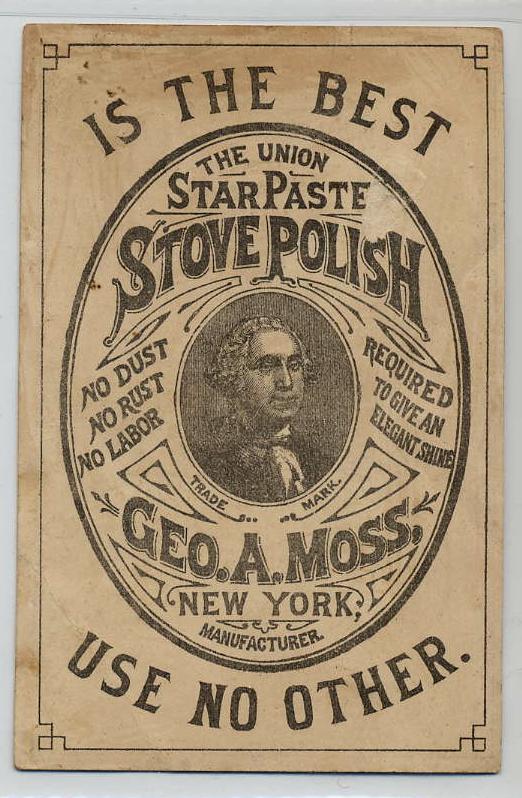 IS THE BEST
THE UNION
STAR PASTE
STOVE POLISH
NO DUST
NO RUST
NO LABOR
REQUIRED
TO GIVE AN
ELEGANT SHINE
TRADE MARK.
GEO. A. MOSS,
NEW YORK;
MANUFACTURER.
USE NO OTHER.